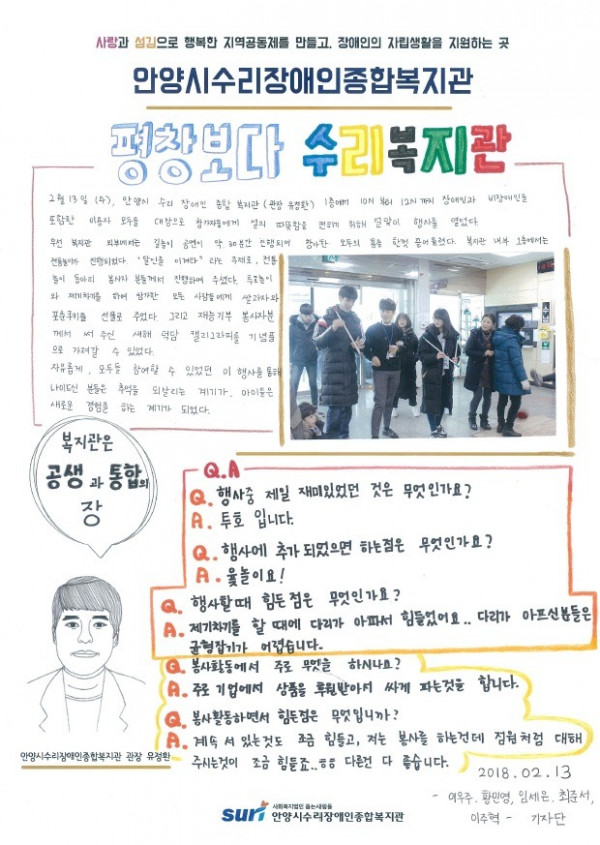 사랑과 섬김으로 행복한 지역공동체를 만들고, 장애인의 자립생활을 지원하는 곳
안양시수리장애인종합복지관
평창보다 수리복지관
2월 13일 (수), 안양시 수리 장애인 종합 복지관 (관장 유정환) 1층에서 10시 부터 12시 까지 장애인과 비장애인을
포함한 이용자 모두를 대상으로 참가자들에게 설의 따뜻함을 전하기 위해 설맞이 행사를 열었다.
우선 복지관 외부에서는 길놀이 공연이 약 30분간 진행되어 참가한 모두의 흥을 한껏 끌어올렸다. 복지관 내부 1층에서는
전통놀이가 진행되었다. "달인을 이겨라" 라는 주제로, 전통
놀이 동아리 봉사자 분들께서 진행하여 주셨다. 투호놀이
와 제기차기를 하며 참가한 모든 사람들에게 쌀과자와
포춘쿠키를 선물로 주었다. 그리고 재능기부 봉사자분
께서 써 주신 새해 덕담 캘리그라피를 기념품
으로 가져갈 수 있었다.
자유롭게, 모두들 참여할 수 있었던 이 행사를 통해
나이드신 분들은 추억을 되살리는 계기가, 아이들은
새로운 경험을 하는 계기가 되었다.
복지관은
공생과 통합의
장
Q.A
Q. 행사중 제일 재미있었던 것은 무엇인가요?
A. 투호 입니다.
Q. 행사에 추가 되었으면 하는점은 무엇인가요?
A. 윷놀이요!
Q. 행사할때 힘든점은 무엇인가요?
A. 제기차기를 할 때에 다리가 아파서 힘들었어요.. 다리가 아프신분들은
균형잡기가 어렵습니다.
Q. 봉사활동에서 주로 무엇을 하시나요?
A. 주로 기업에서 상품을 후원받아서 싸게 파는것을 합니다.
Q. 봉사활동하면서 힘든점은 무엇입니까?
A. 계속 서 있는것도 조금 힘들고, 저는 봉사를 하는건데 직원처럼 대해
주시는것이 조금 힘들죠..ㅎㅎ 다른건 다 좋습니다.
안양시수리장애인종합복지관 관장 유정환
2018.02.13
- 여우주, 황민영, 임세은, 최준서,
이주혁 - 기자단
suri 사회복지법인 돕는사람들
안양시수리장애인종합복지관